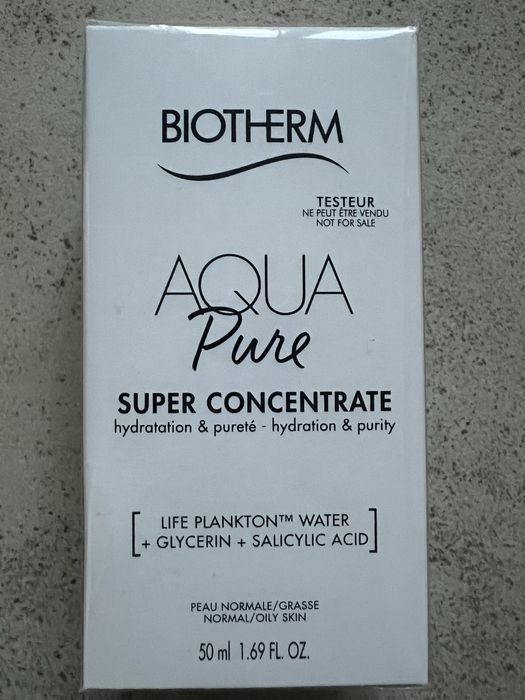 BIOTHERM
TESTEUR
NE PEUT ÊTRE VENDU
NOT FOR SALE
AQUA
Pure
SUPER CONCENTRATE
hydratation & pureté - hydration & purity
[LIFE PLANKTON™ WATER
+ GLYCERIN + SALICYLIC ACID]
PEAU NORMALE/GRASSE
NORMAL/OILY SKIN
50 ml 1.69 FL. OZ.